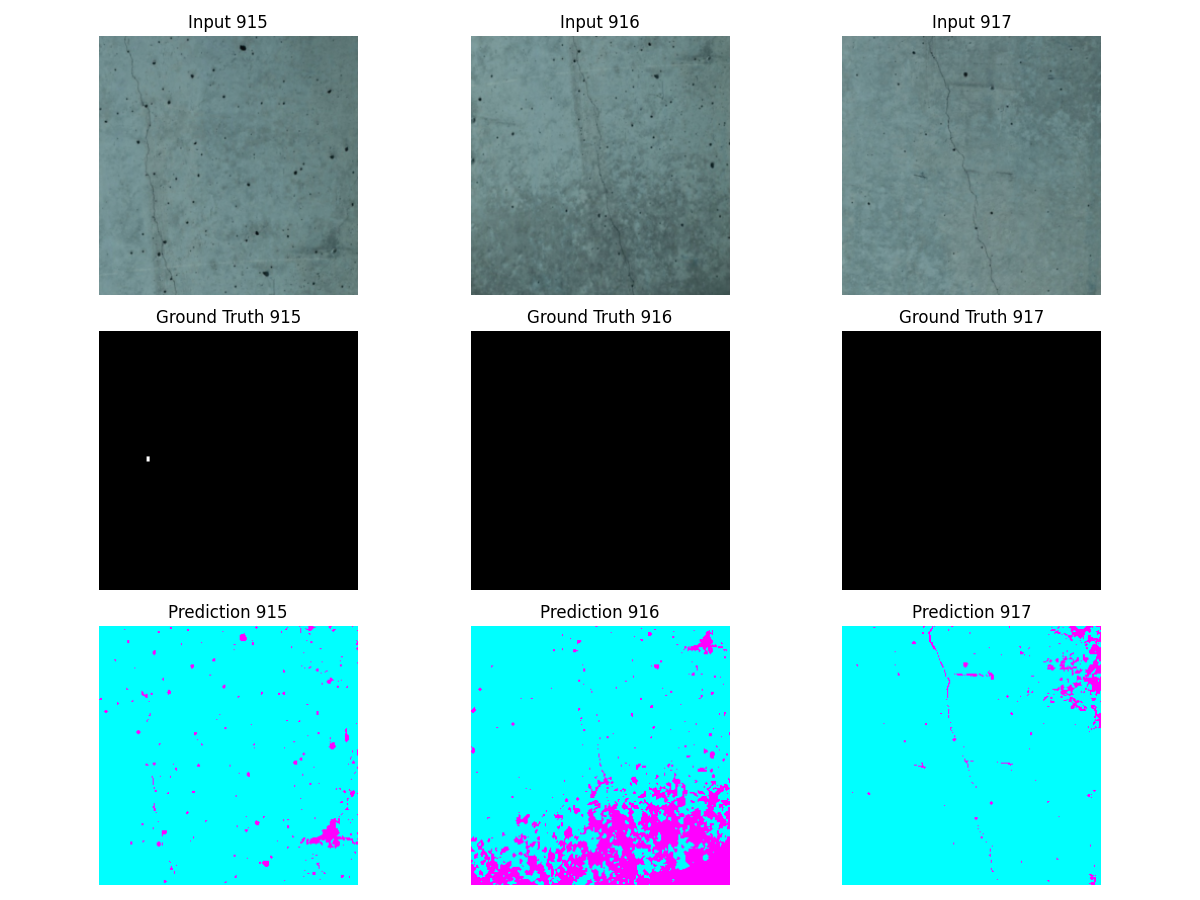 Input 915
Input 916
Input 917
Ground Truth 915
Ground Truth 916
Ground Truth 917
Prediction 915
Prediction 916
Prediction 917